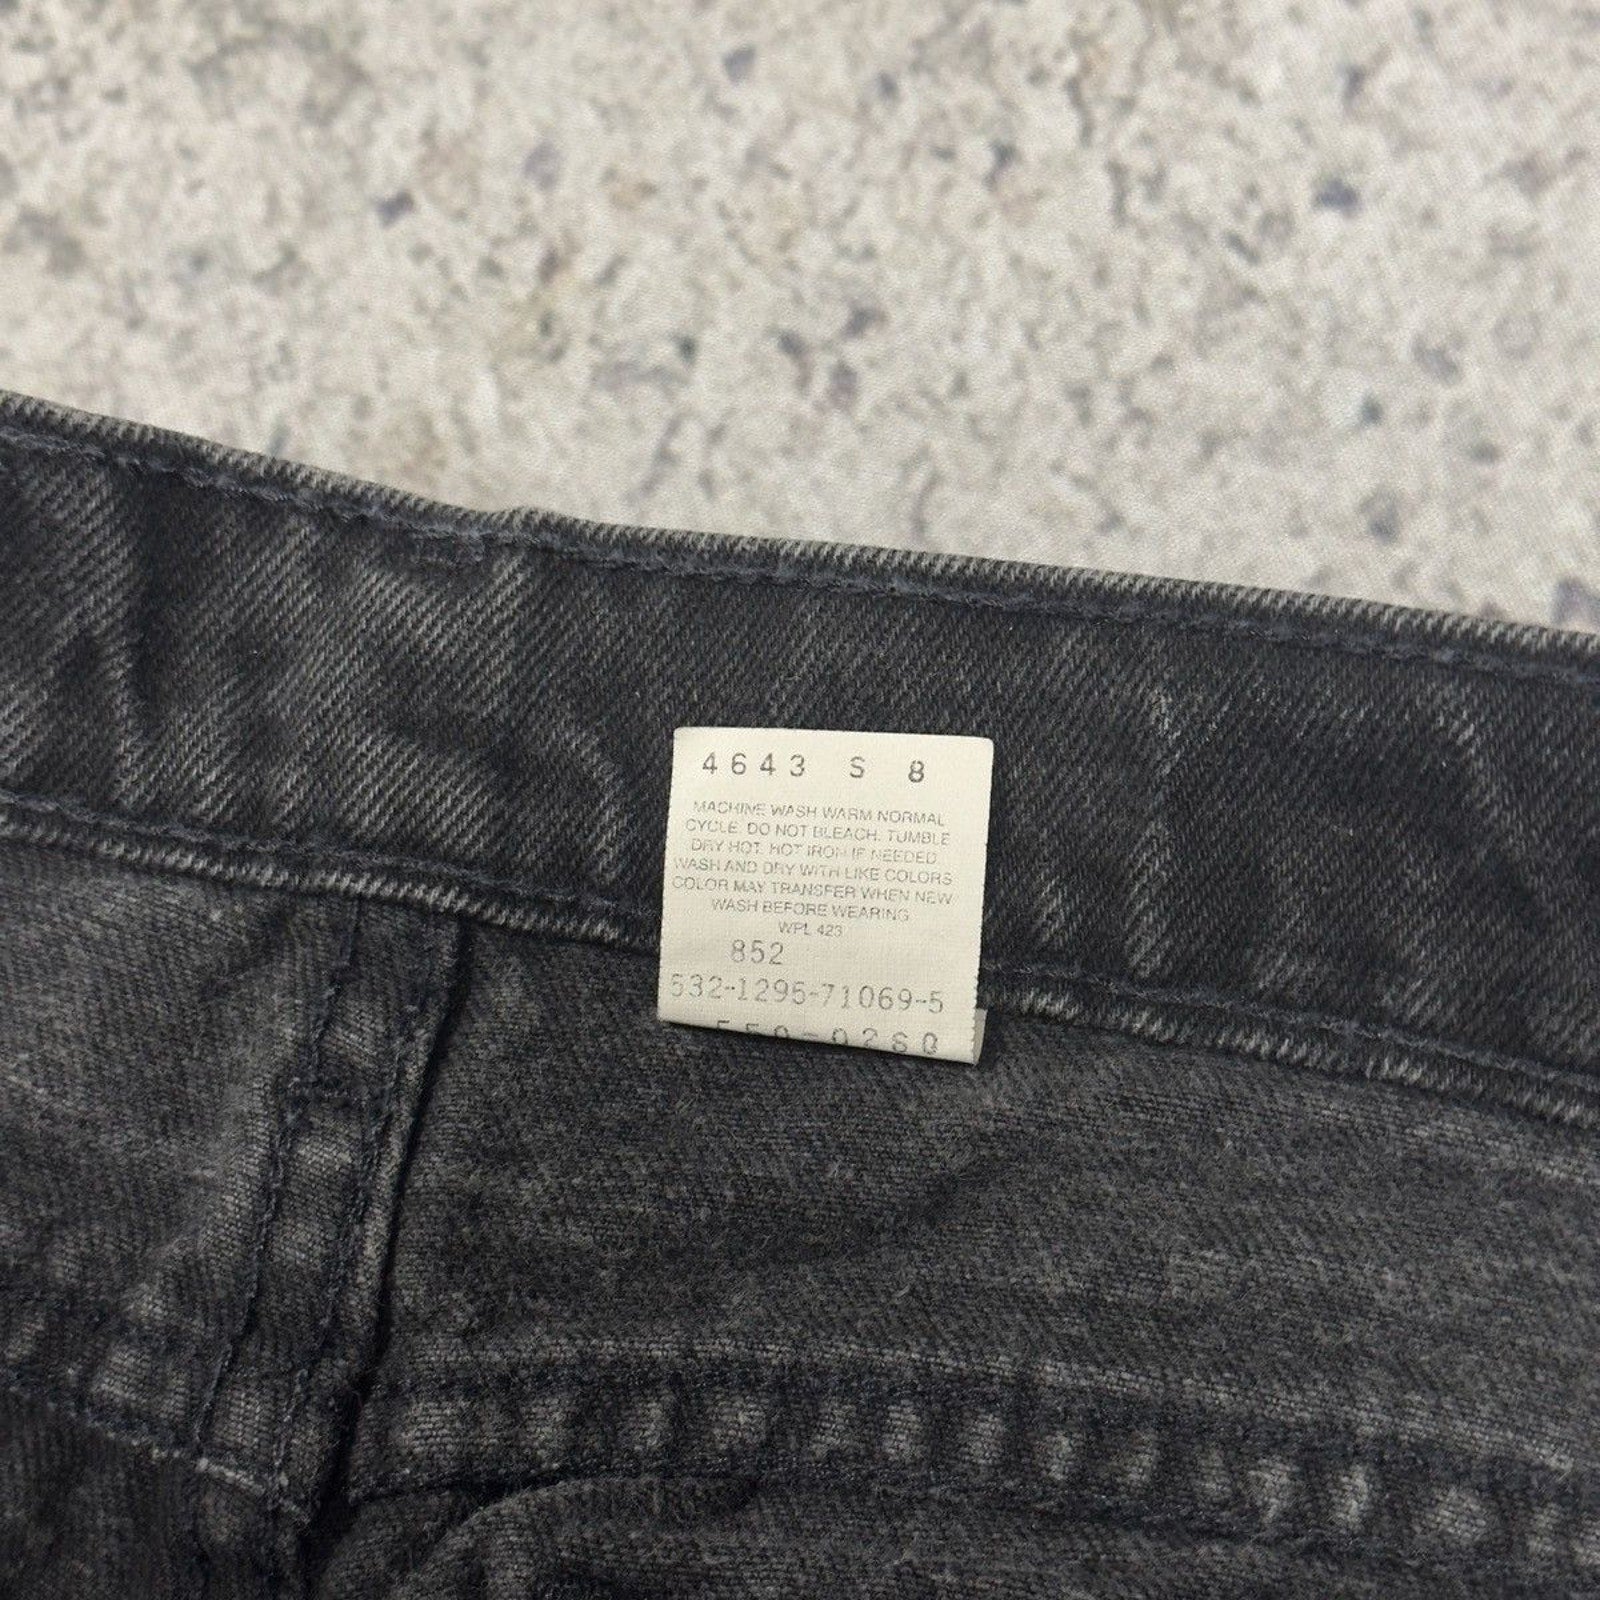 4643 S 8
MACHINE WASH WARM NORMAL
CYCLE. DO NOT BLEACH. TUMBLE
DRY HOT. HOT IRON IF NEEDED.
WASH AND DRY WITH LIKE COLORS
COLOR MAY TRANSFER WHEN NEW
WASH BEFORE WEARING
WPL 423
852
532-1295-71069-5
550-0260